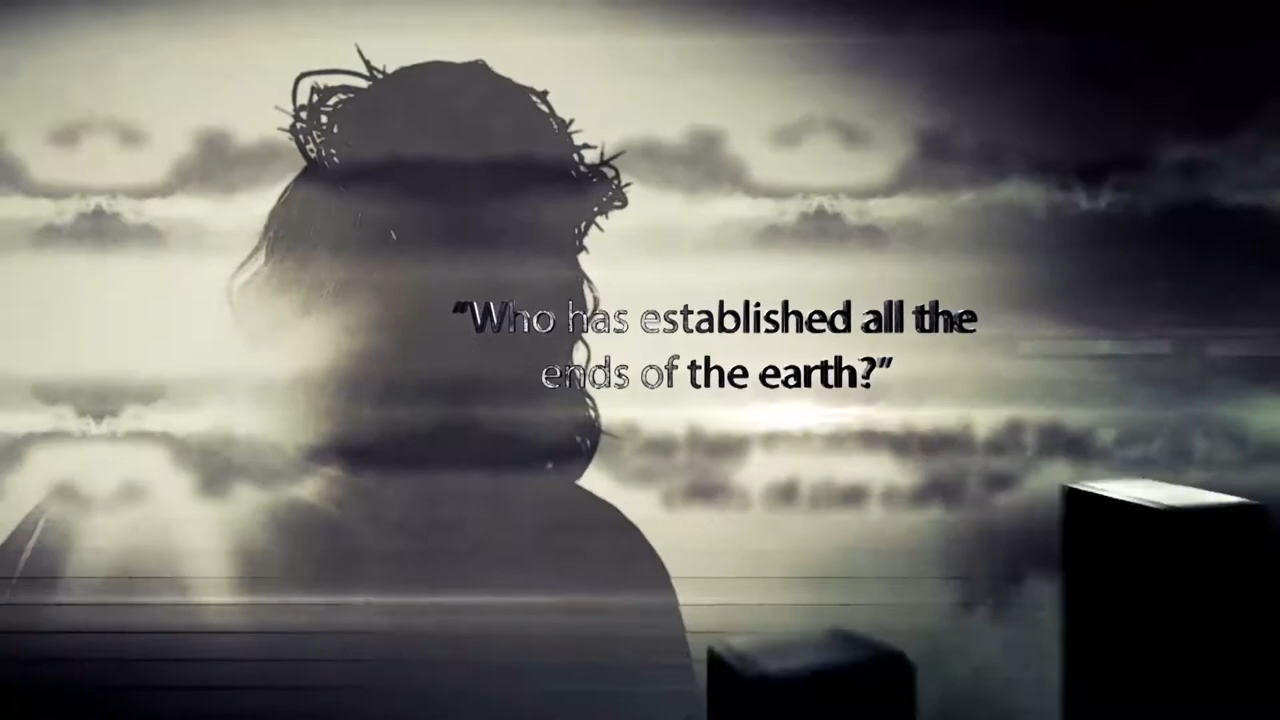 “Who has established all the
ends of the earth?”